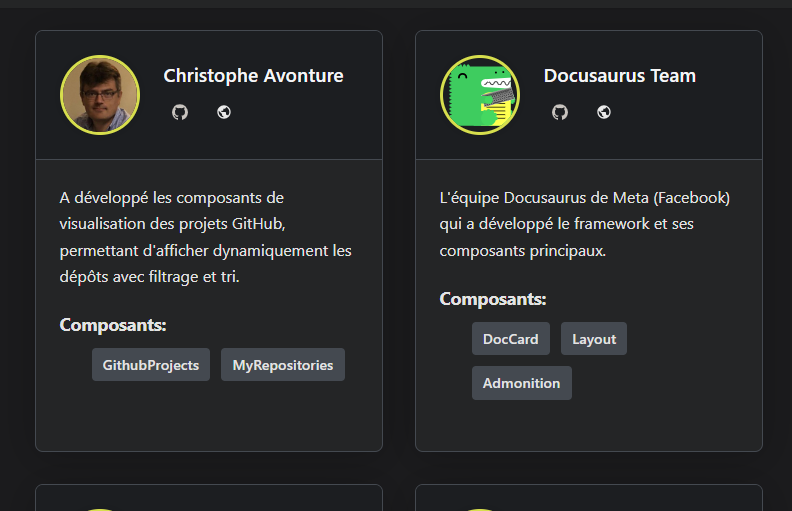 Christophe Avonture
A développé les composants de
visualisation des projets GitHub,
permettant d'afficher dynamiquement les
dépôts avec filtrage et tri.
Composants:
GithubProjects
MyRepositories
Docusaurus Team
L'équipe Docusaurus de Meta (Facebook)
qui a développé le framework et ses
composants principaux.
Composants:
DocCard
Layout
Admonition